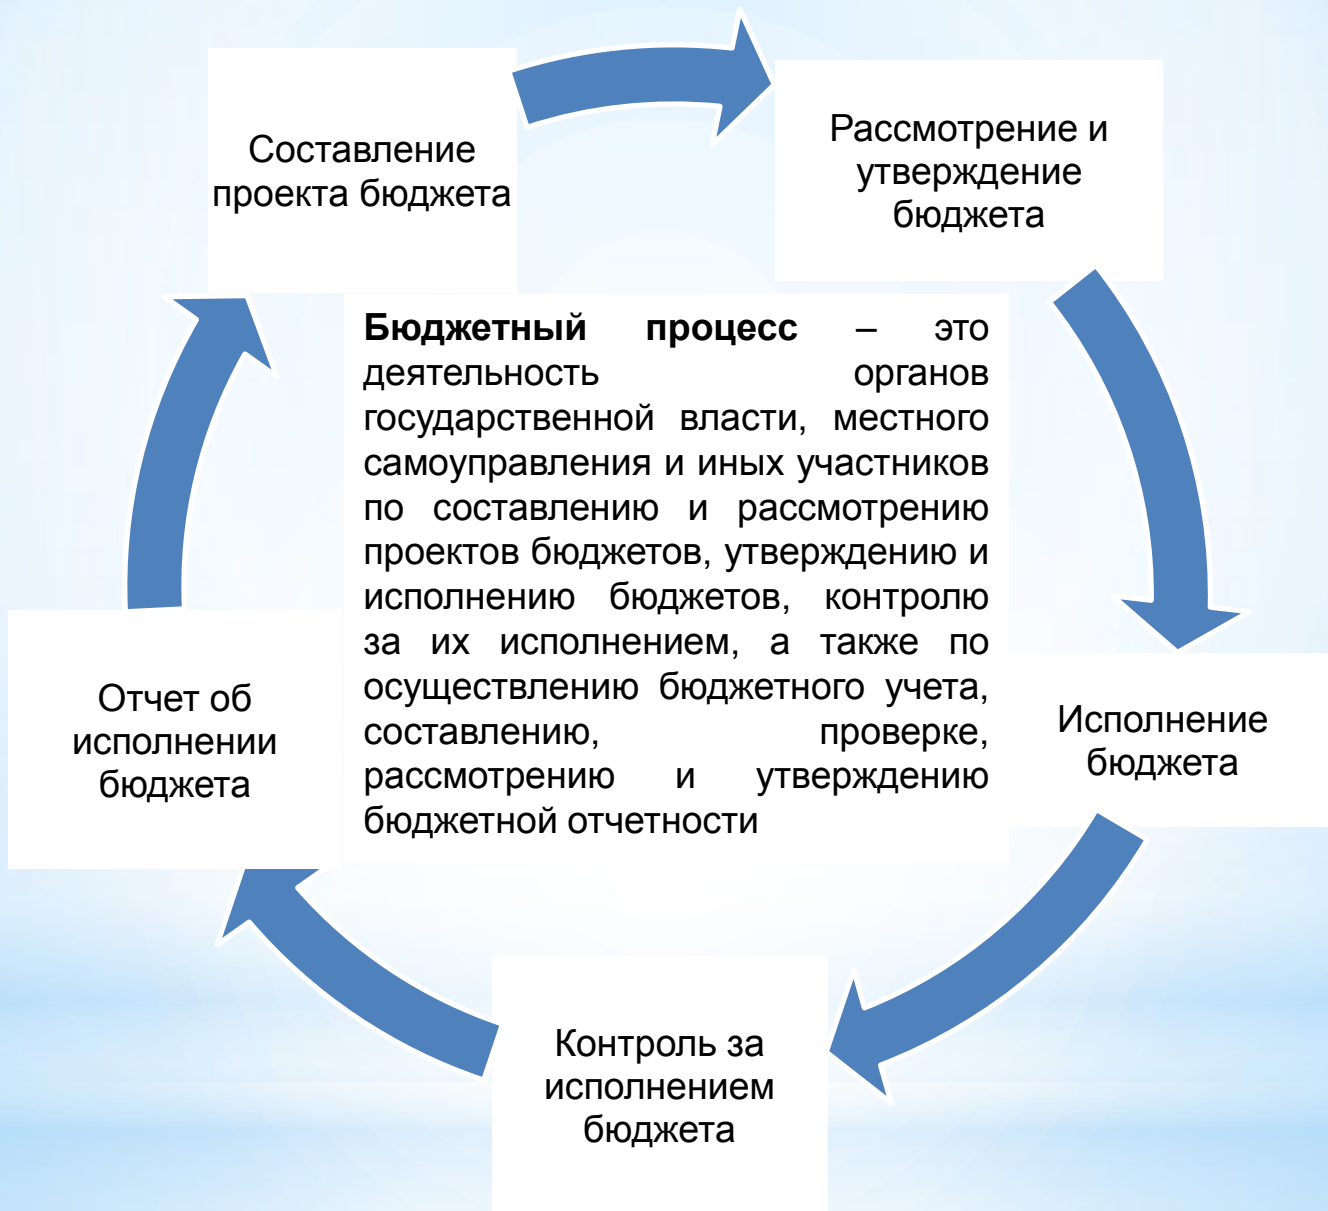 Составление
проекта бюджета
Рассмотрение и
утверждение
бюджета
Бюджетный процесс – это
деятельность органов
государственной власти, местного
самоуправления и иных участников
по составлению и рассмотрению
проектов бюджетов, утверждению и
исполнению бюджетов, контролю
за их исполнением, а также по
осуществлению бюджетного учета,
составлению, проверке,
рассмотрению и утверждению
бюджетной отчетности
Исполнение
бюджета
Контроль за
исполнением
бюджета
Отчет об
исполнении
бюджета